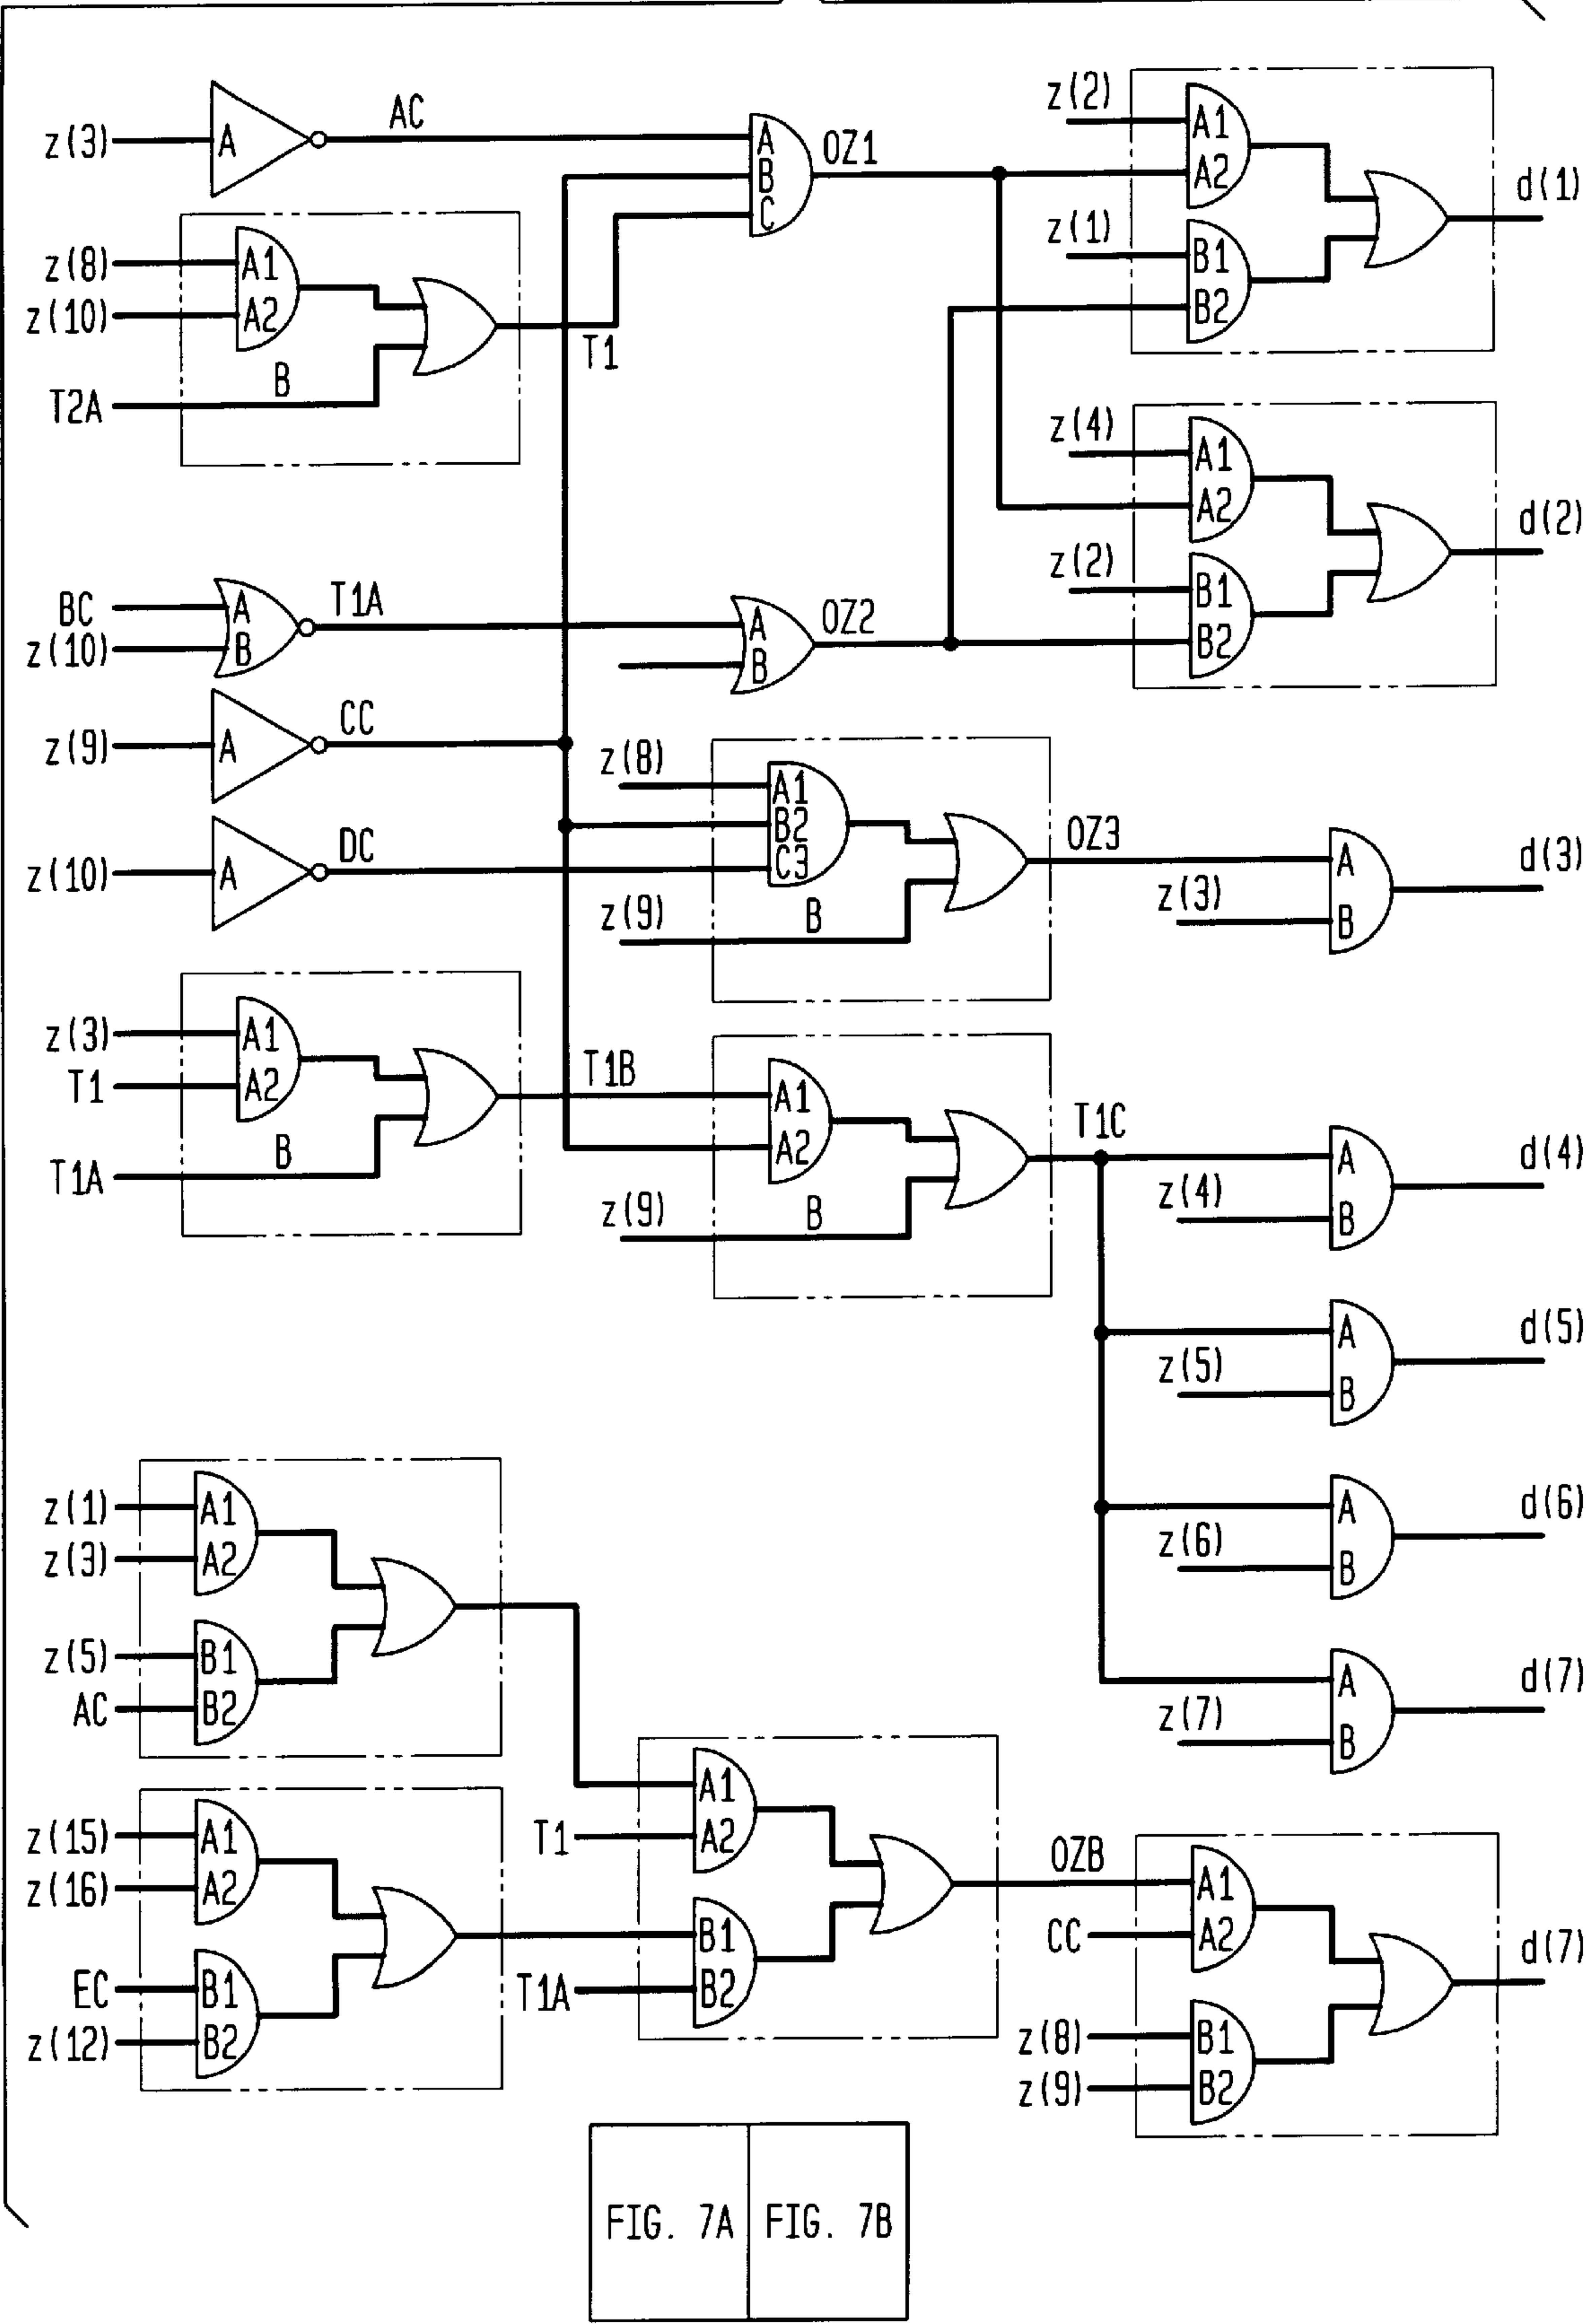 z(3) A AC A B C OZ1
z(2) A1 A2
z(1) B1 B2 d(1)
z(8) A1
z(10) A2
T2A B T1
z(4) A1 A2
z(2) B1 B2 d(2)
BC A T1A A OZ2
z(10) B B
z(9) A CC
z(8) A1 B2 C3
z(10) A DC
z(9) B OZ3 A
z(3) B d(3)
z(3) A1 T1B A1 A2
T1 A2
T1A B
z(9) B T1C A
z(4) B d(4)
A
z(5) B d(5)
z(1) A1
z(3) A2
A
z(6) B d(6)
z(5) B1
AC B2
A
z(7) B d(7)
z(15) A1
z(16) A2
A1
T1 A2
EC B1
z(12) B2
B1
T1A B2
OZB A1
CC A2
z(8) B1
z(9) B2 d(7)
FIG. 7A FIG. 7B